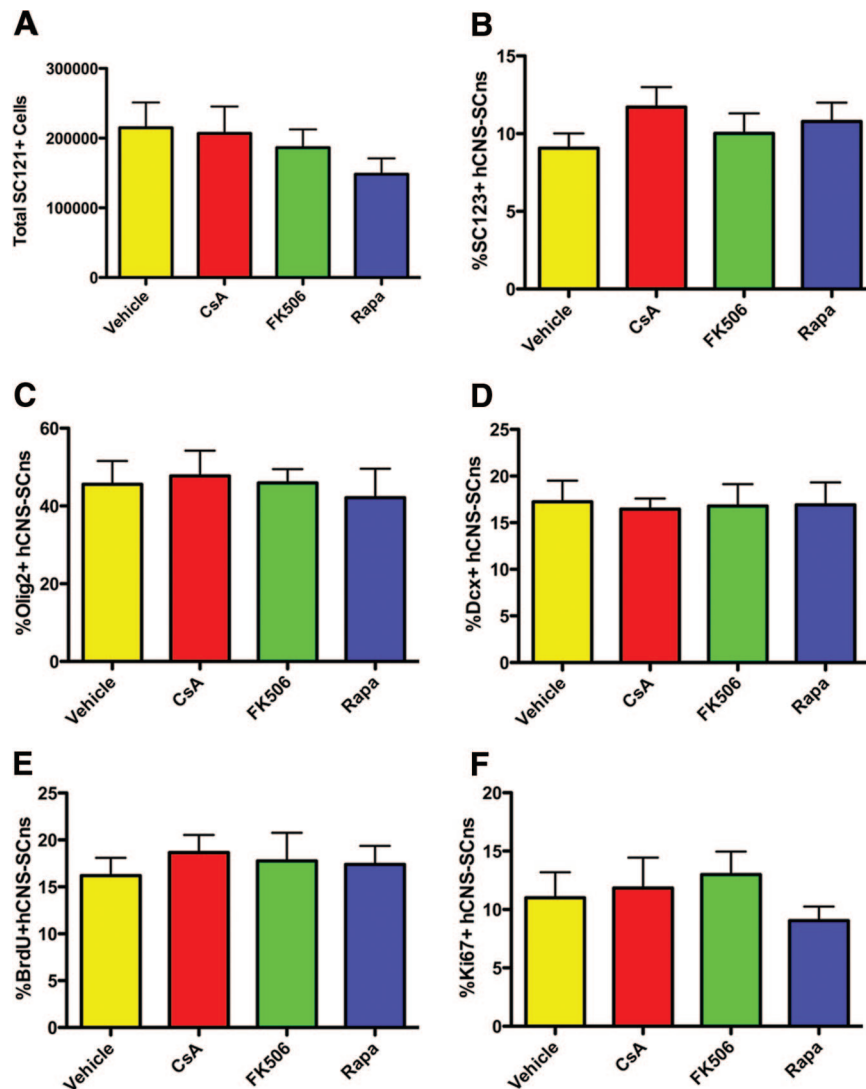 A
Total SC121+ Cells
300000
200000
100000
0
Vehicle
CsA
FK506
Rapa
B
%SC123+ hCNS-SCns
15
10
5
0
Vehicle
CsA
FK506
Rapa
C
%Olig2+ hCNS-SCns
60
40
20
0
Vehicle
CsA
FK506
Rapa
D
%Dcx+ hCNS-SCns
25
20
15
10
5
0
Vehicle
CsA
FK506
Rapa
E
%BrdU+hCNS-SCns
25
20
15
10
5
0
Vehicle
CsA
FK506
Rapa
F
%Ki67+ hCNS-SCns
20
15
10
5
0
Vehicle
CsA
FK506
Rapa